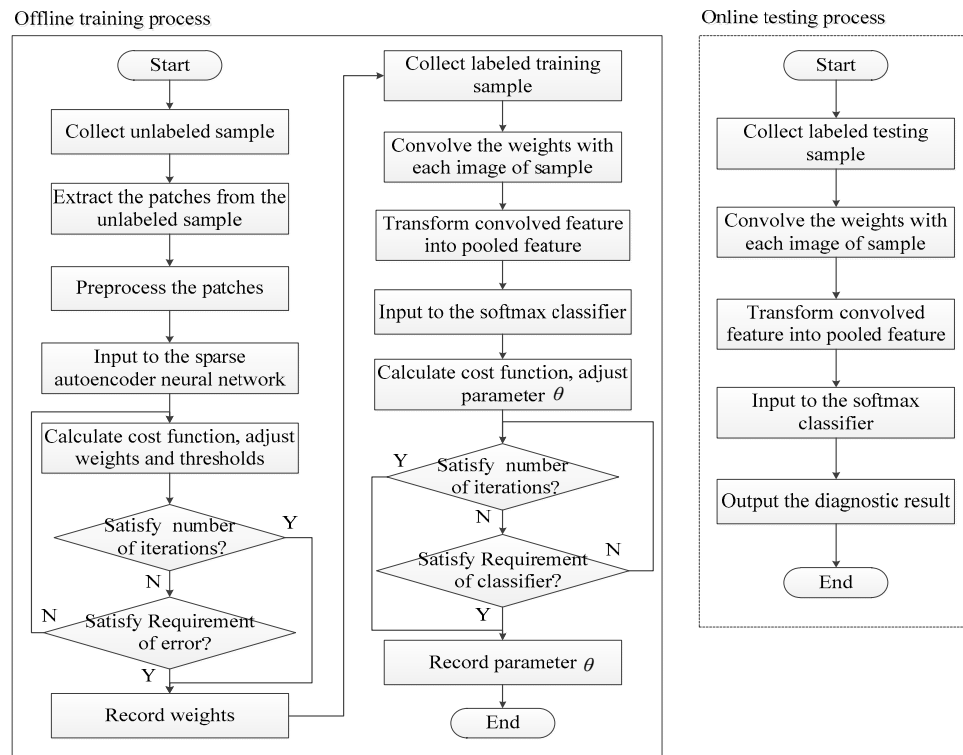 Offline training process
Start
Collect unlabeled sample
Extract the patches from the
unlabeled sample
Preprocess the patches
Input to the sparse
autoencoder neural network
Calculate cost function, adjust
weights and thresholds
Satisfy number
of iterations?
Y
N
Satisfy Requirement
of error?
N
Y
Record weights
Collect labeled training
sample
Convolve the weights with
each image of sample
Transform convolved feature
into pooled feature
Input to the softmax classifier
Calculate cost function, adjust
parameter θ
Satisfy number
of iterations?
Y
N
Satisfy Requirement
of classifier?
N
Y
Record parameter θ
End
Online testing process
Start
Collect labeled testing
sample
Convolve the weights with
each image of sample
Transform convolved
feature into pooled feature
Input to the softmax
classifier
Output the diagnostic result
End